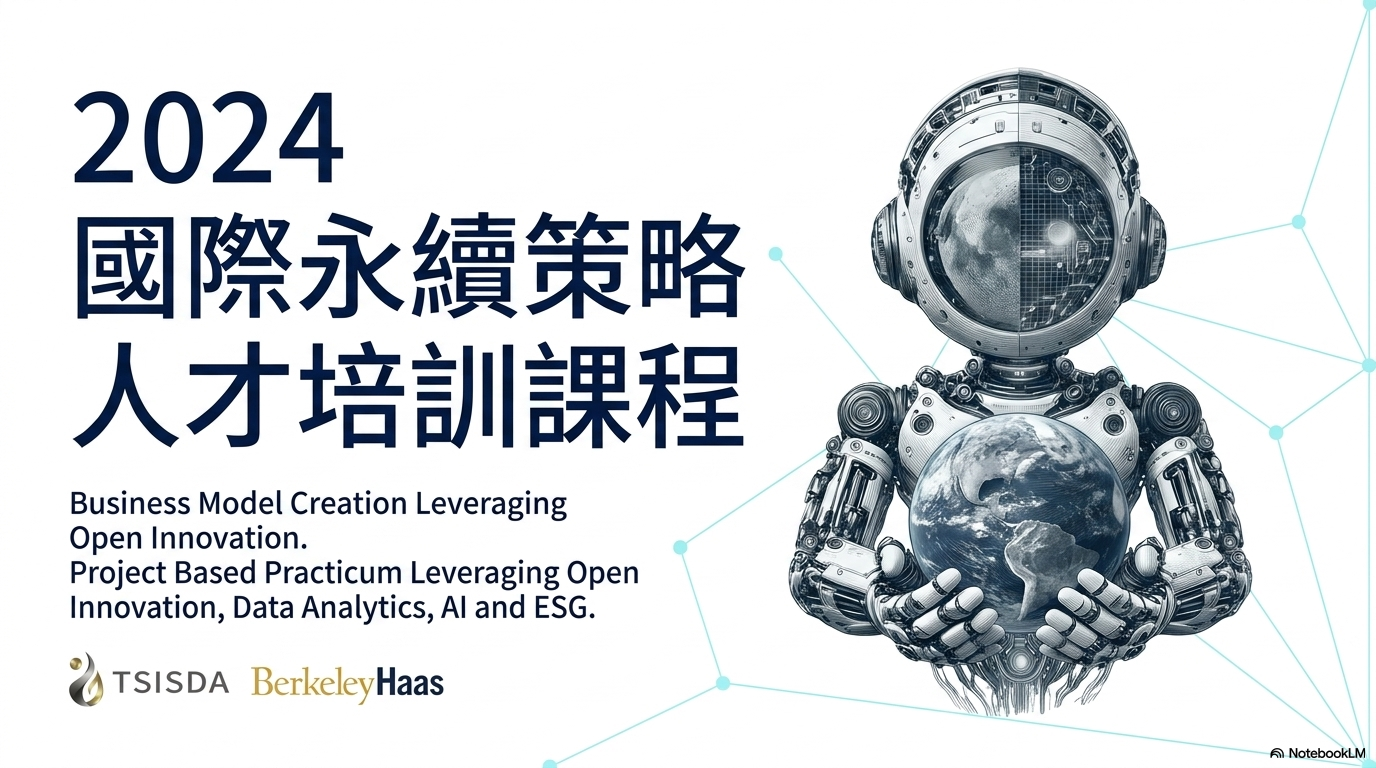 2024
國際永續策略
人才培訓課程
Business Model Creation Leveraging
Open Innovation.
Project Based Practicum Leveraging Open
Innovation, Data Analytics, AI and ESG.
TSISDA BerkeleyHaas
NotebookLM